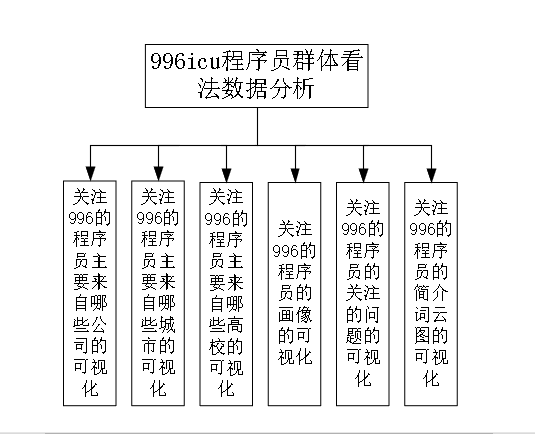 996icu程序员群体看
法数据分析
关注
996的
程序
员主
要来
自哪
些公
司的
可视
化
关注
996的
程序
员主
要来
自哪
些城
市的
可视
化
关注
996的
程序
员主
要来
自哪
些高
校的
可视
化
关注
996的
程序
员的
画像
的可
视化
关注
996的
程序
员的
关注
的问
题的
可视
化
关注
996的
程序
员的
简介
词云
图的
可视
化